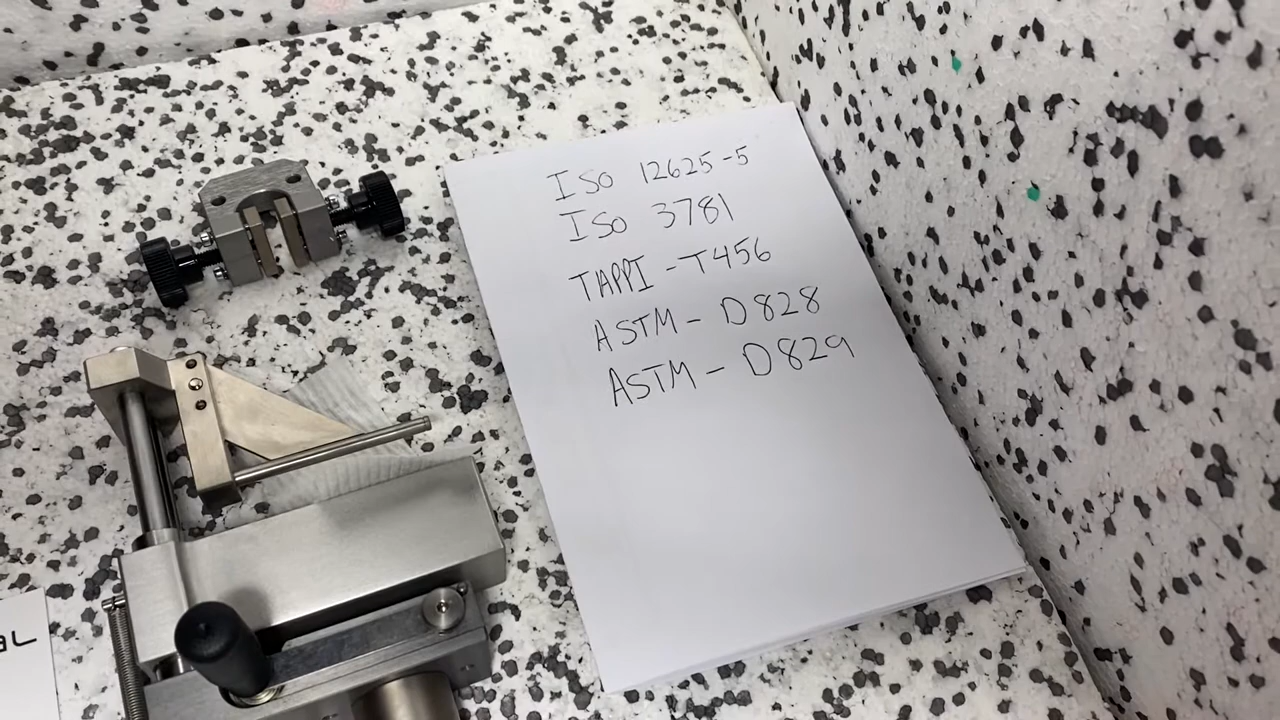 ISO 12625-5
ISO 3781
TAPPI - T456
ASTM - D828
ASTM - D829